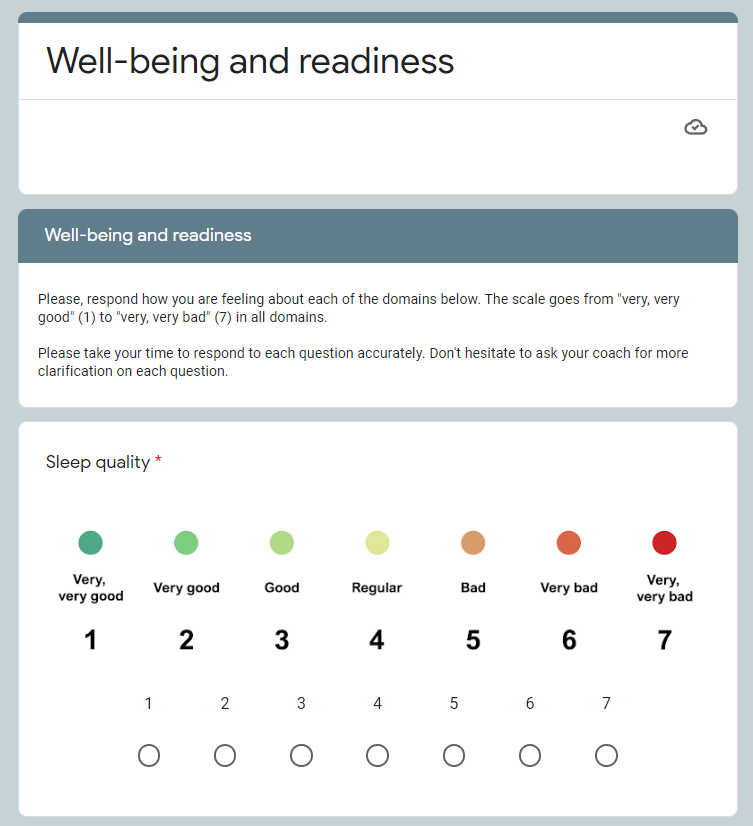 Well-being and readiness
Well-being and readiness
Please, respond how you are feeling about each of the domains below. The scale goes from "very, very
good" (1) to "very, very bad" (7) in all domains.
Please take your time to respond to each question accurately. Don't hesitate to ask your coach for more
clarification on each question.
Sleep quality *
Very, very good
Very good
Good
Regular
Bad
Very bad
Very, very bad
1 2 3 4 5 6 7
1 2 3 4 5 6 7